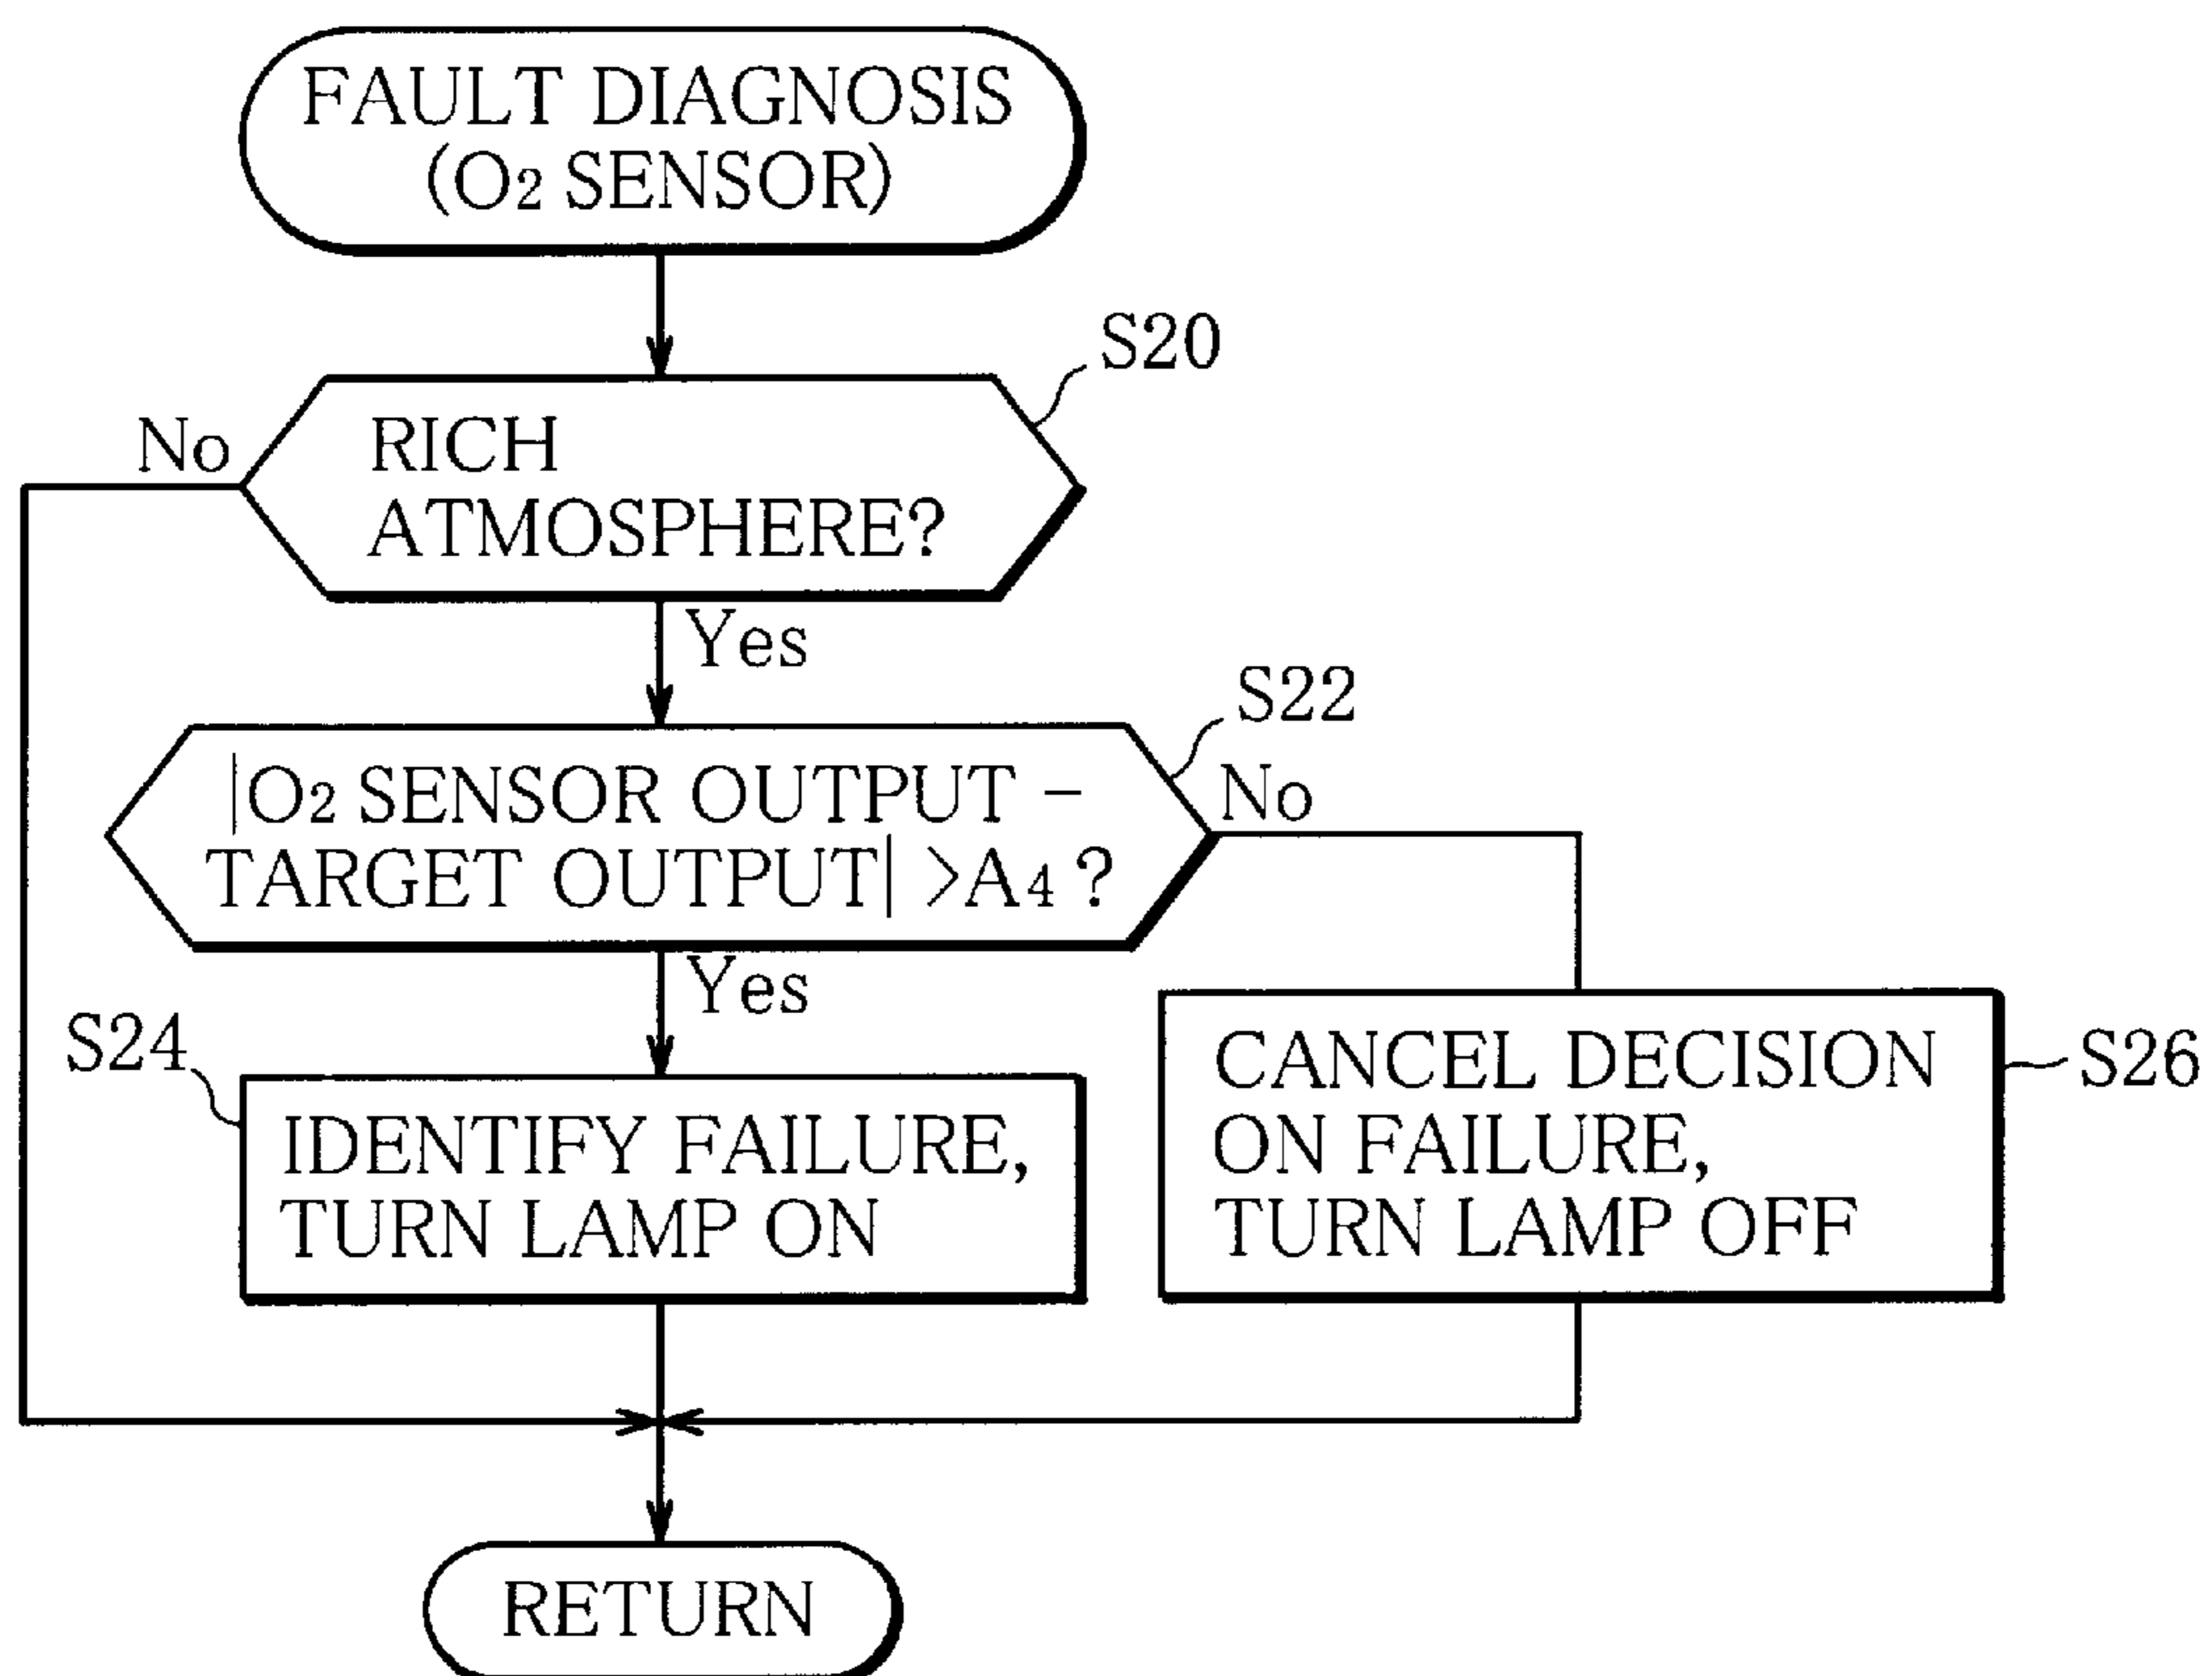 FAULT DIAGNOSIS
(O₂ SENSOR)
S20
No
RICH
ATMOSPHERE?
Yes
S22
|O₂ SENSOR OUTPUT -
TARGET OUTPUT| >A₄ ?
No
Yes
S24
IDENTIFY FAILURE,
TURN LAMP ON
CANCEL DECISION
ON FAILURE,
TURN LAMP OFF
S26
RETURN